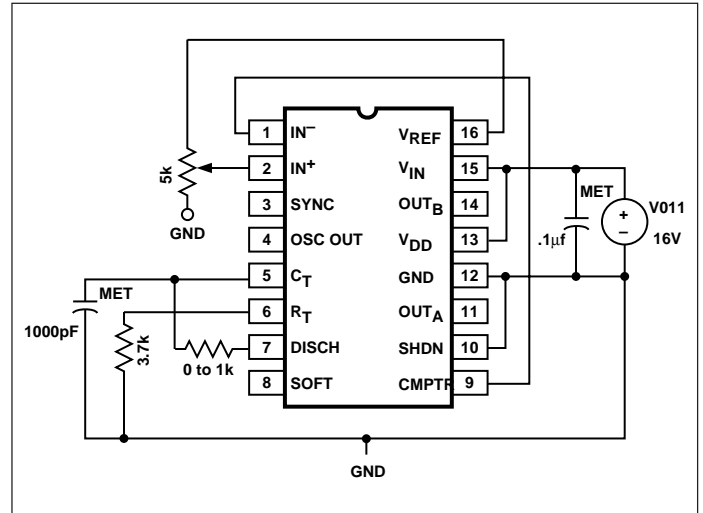 1 IN– VREF 16
2 IN+ VIN 15
3 SYNC OUTB 14
4 OSC OUT VDD 13
5 CT GND 12
6 RT OUTA 11
7 DISCH SHDN 10
8 SOFT CMPTR 9
5k
GND
MET
1000pF
3.7k
0 to 1k
MET
.1µf
+
–
V011
16V
GND